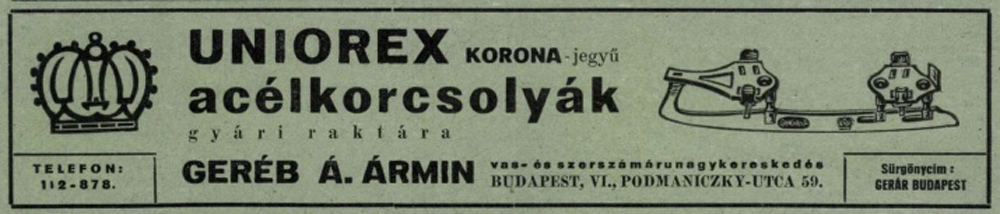 UNIOREX KORONA-jegyű
acélkorcsolyák
gyári raktára
TELEFON:
112-878.
GERÉB Á. ÁRMIN
vas- és szerszámárunagykereskedés
BUDAPEST, VI., PODMANICZKY-UTCA 59.
Sürgönycim:
GERÁR BUDAPEST